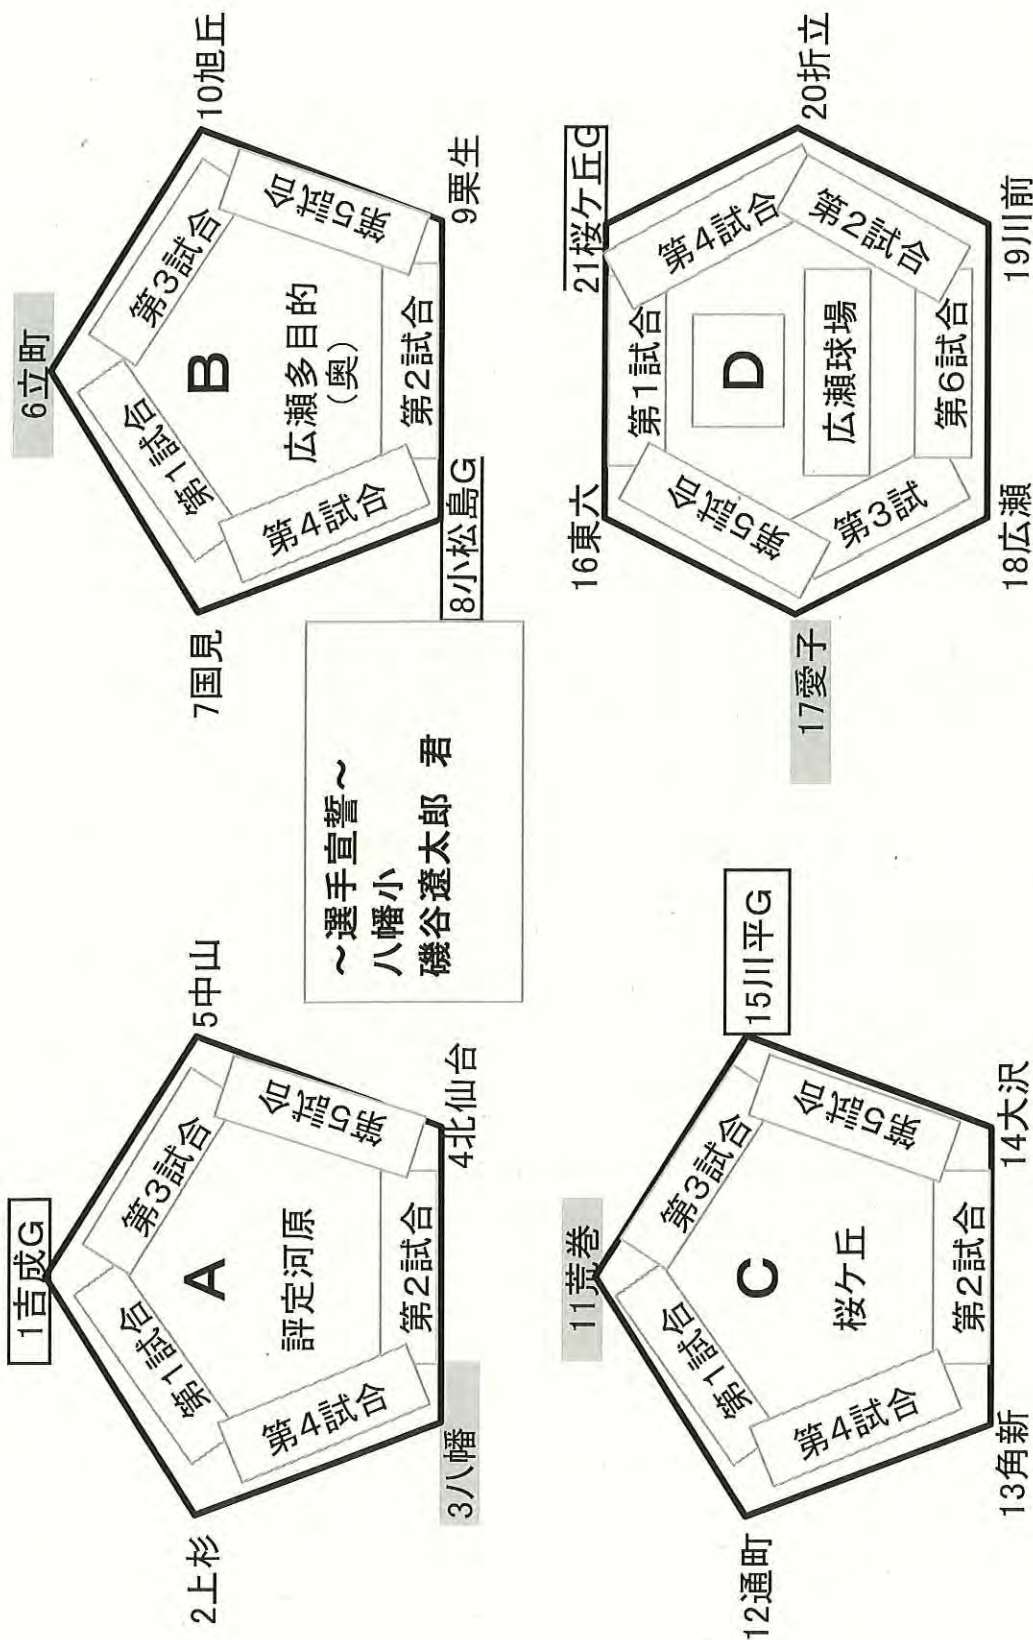 1吉成G
2上杉
3八幡
4北仙台
5中山
第1試合
第3試合
第4試合
第5試合
第2試合
A
評定河原
6立町
7国見
8小松島G
9栗生
10旭丘
第1試合
第3試合
第4試合
第5試合
第2試合
B
広瀬多目的
(奥)
~選手宣誓~
八幡小
磯谷遼太郎 君
11荒巻
12通町
13角新
14大沢
15川平G
第1試合
第3試合
第4試合
第5試合
第2試合
C
桜ケ丘
16東六
17愛子
18広瀬
19川前
20折立
21桜ケ丘G
第1試合
第4試合
第5試合
第2試合
第3試
第6試合
D
広瀬球場